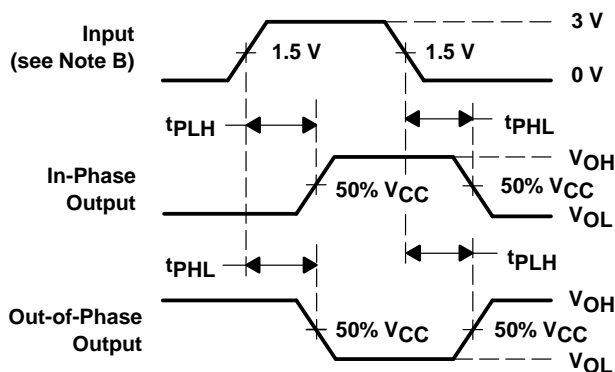 Input
(see Note B)
1.5 V
1.5 V
3 V
0 V
tPLH
tPHL
In-Phase
Output
50% VCC
50% VCC
VOH
VOL
tPHL
tPLH
Out-of-Phase
Output
50% VCC
50% VCC
VOH
VOL